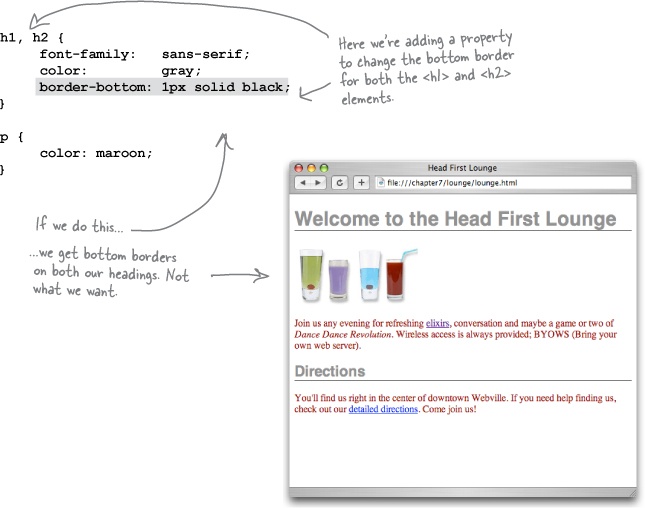 h1, h2 {
font-family: sans-serif;
color: gray;
border-bottom: 1px solid black;
}
p {
color: maroon;
}
Here we're adding a property
to change the bottom border
for both the <h1> and <h2>
elements.
If we do this...
...we get bottom borders
on both our headings. Not
what we want.
Head First Lounge
file:///chapter7/lounge/lounge.html
Welcome to the Head First Lounge
Join us any evening for refreshing elixirs, conversation and maybe a game or two of
Dance Dance Revolution. Wireless access is always provided; BYOWS (Bring your
own web server).
Directions
You'll find us right in the center of downtown Webville. If you need help finding us,
check out our detailed directions. Come join us!